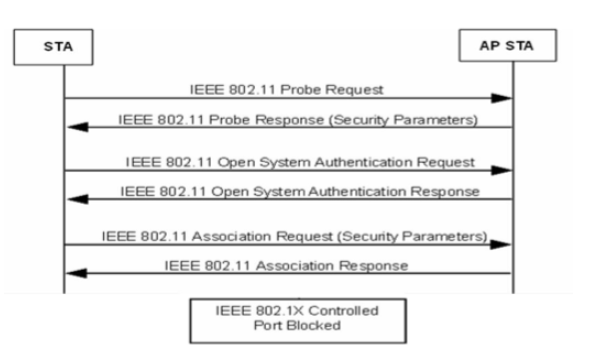 STA
AP STA
IEEE 802.11 Probe Request
IEEE 802.11 Probe Response (Security Parameters)
IEEE 802.11 Open System Authentication Request
IEEE 802.11 Open System Authentication Response
IEEE 802.11 Association Request (Security Parameters)
IEEE 802.11 Association Response
IEEE 802.1X Controlled
Port Blocked